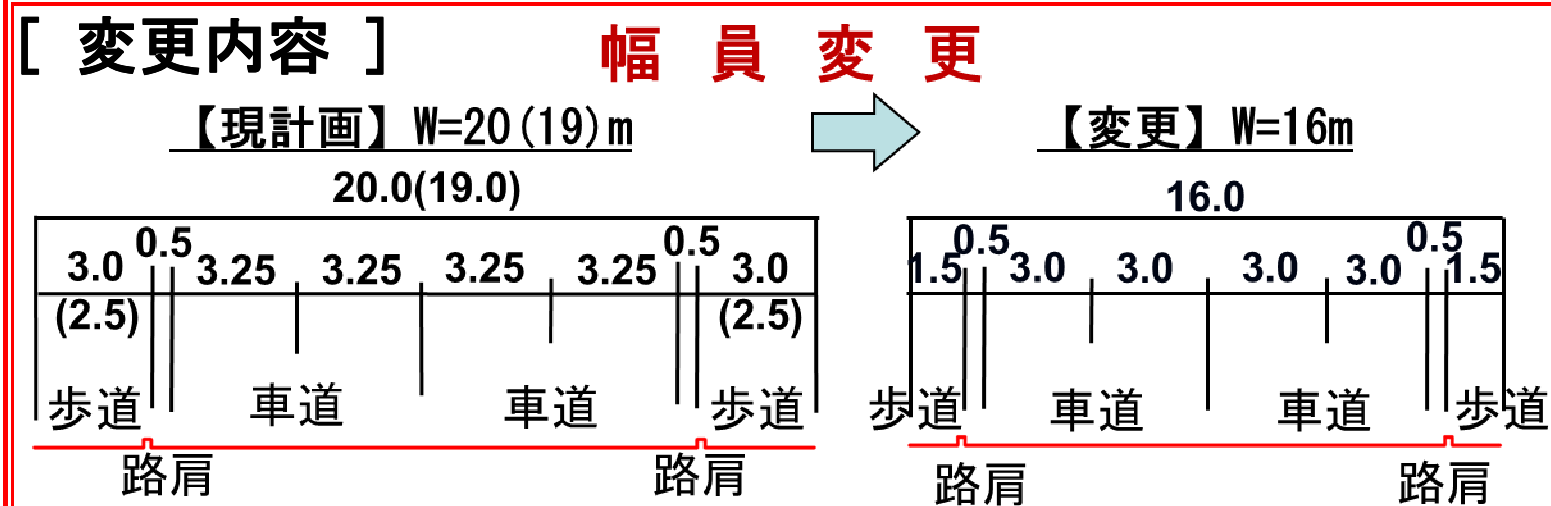 [ 変更内容 ]
幅員変更
【現計画】W=20(19)m
【変更】W=16m
20.0(19.0)
16.0
3.0 0.5 3.25 3.25 3.25 3.25 0.5 3.0
(2.5) (2.5)
1.5 0.5 3.0 3.0 3.0 3.0 0.5 1.5
歩道 車道 車道 歩道
歩道 車道 車道 歩道
路肩 路肩
路肩 路肩